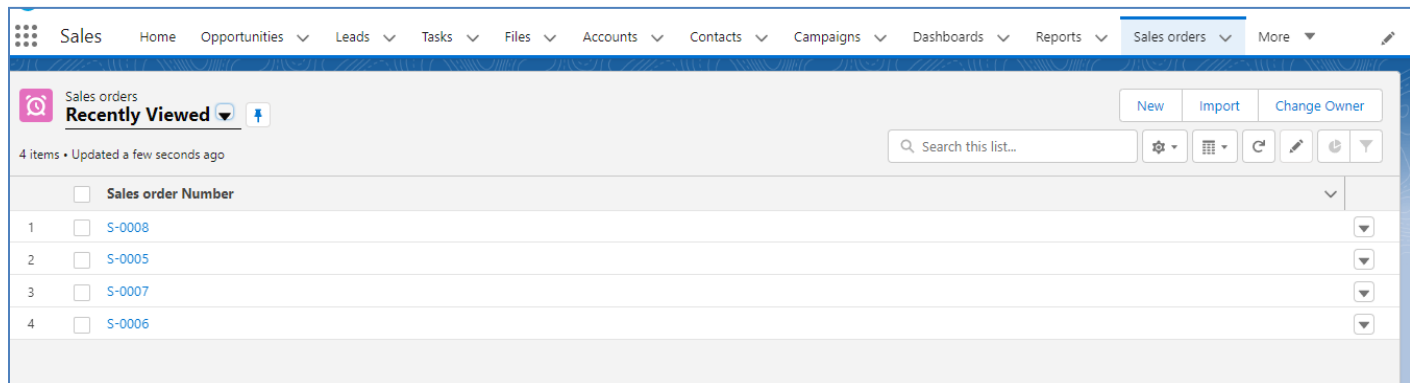 Sales Home Opportunities Leads Tasks Files Accounts Contacts Campaigns Dashboards Reports Sales orders More
Sales orders
Recently Viewed
New Import Change Owner
4 items • Updated a few seconds ago
Search this list...
Sales order Number
1 S-0008
2 S-0005
3 S-0007
4 S-0006